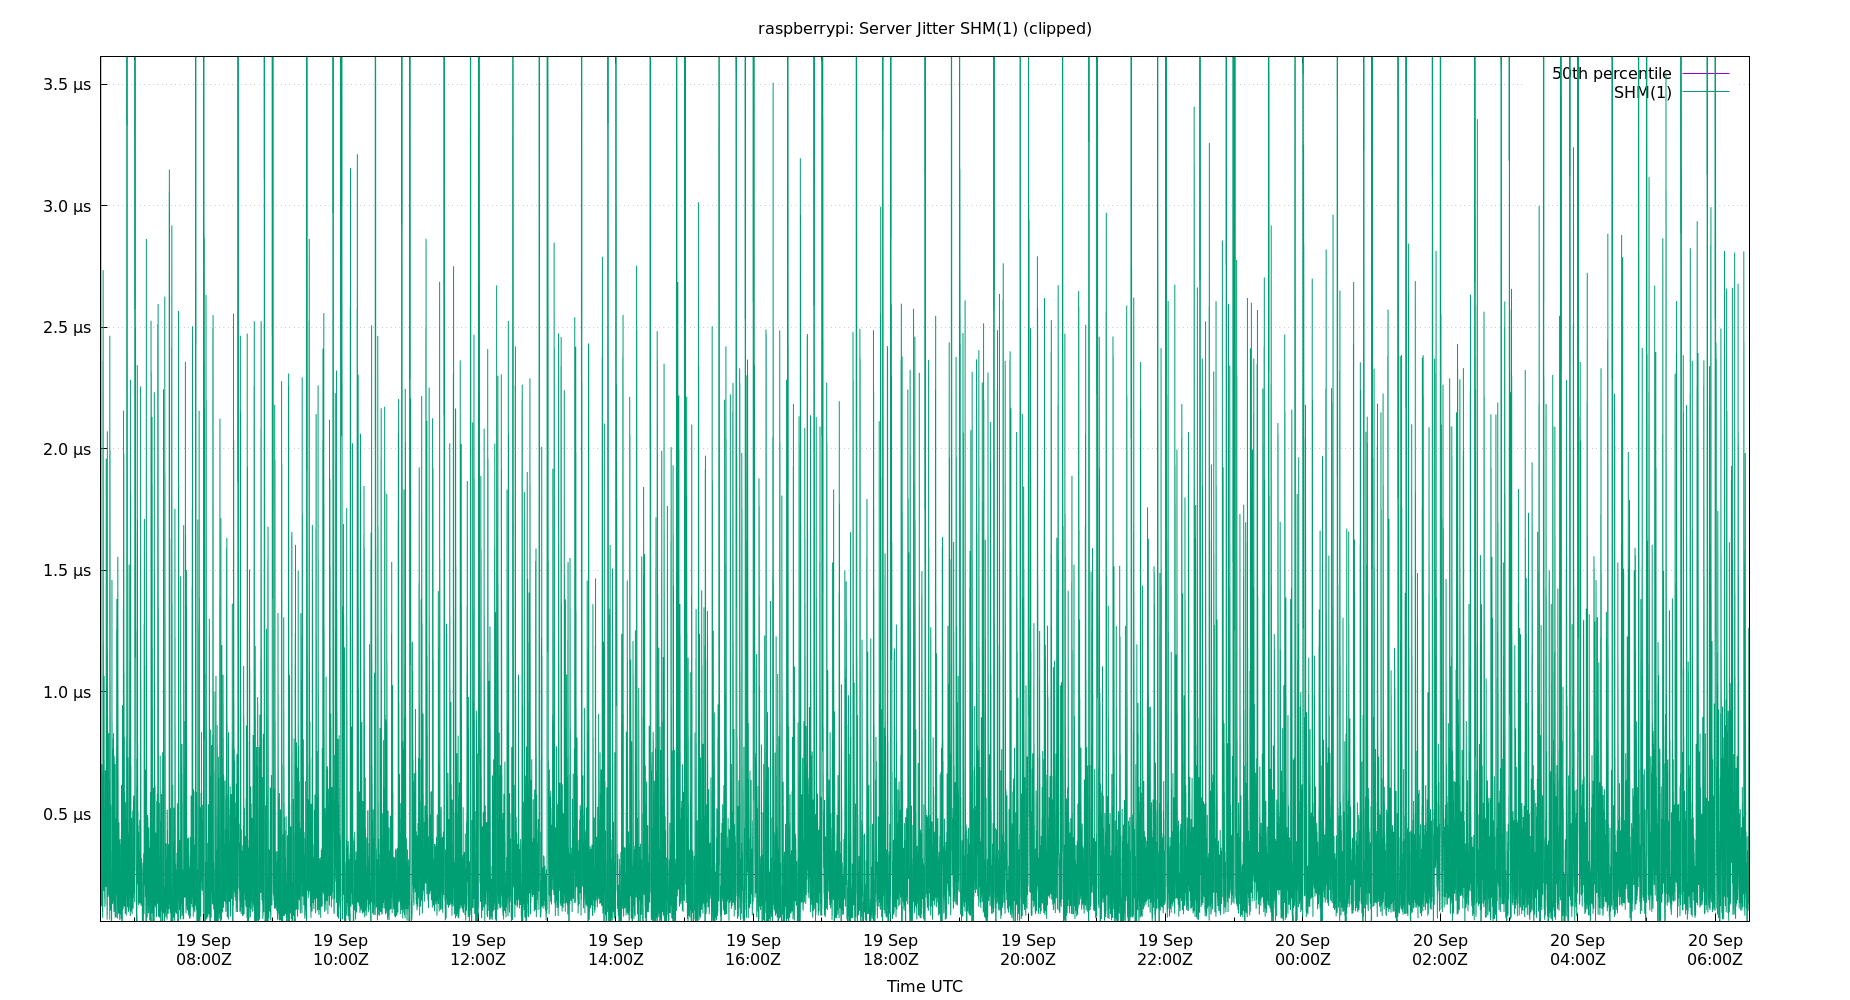 raspberrypi: Server Jitter SHM(1) (clipped)
50th percentile
SHM(1)
3.5 µs
3.0 µs
2.5 µs
2.0 µs
1.5 µs
1.0 µs
0.5 µs
19 Sep 19 Sep 19 Sep 19 Sep 19 Sep 19 Sep 19 Sep 19 Sep 20 Sep 20 Sep 20 Sep 20 Sep
08:00Z 10:00Z 12:00Z 14:00Z 16:00Z 18:00Z 20:00Z 22:00Z 00:00Z 02:00Z 04:00Z 06:00Z
Time UTC